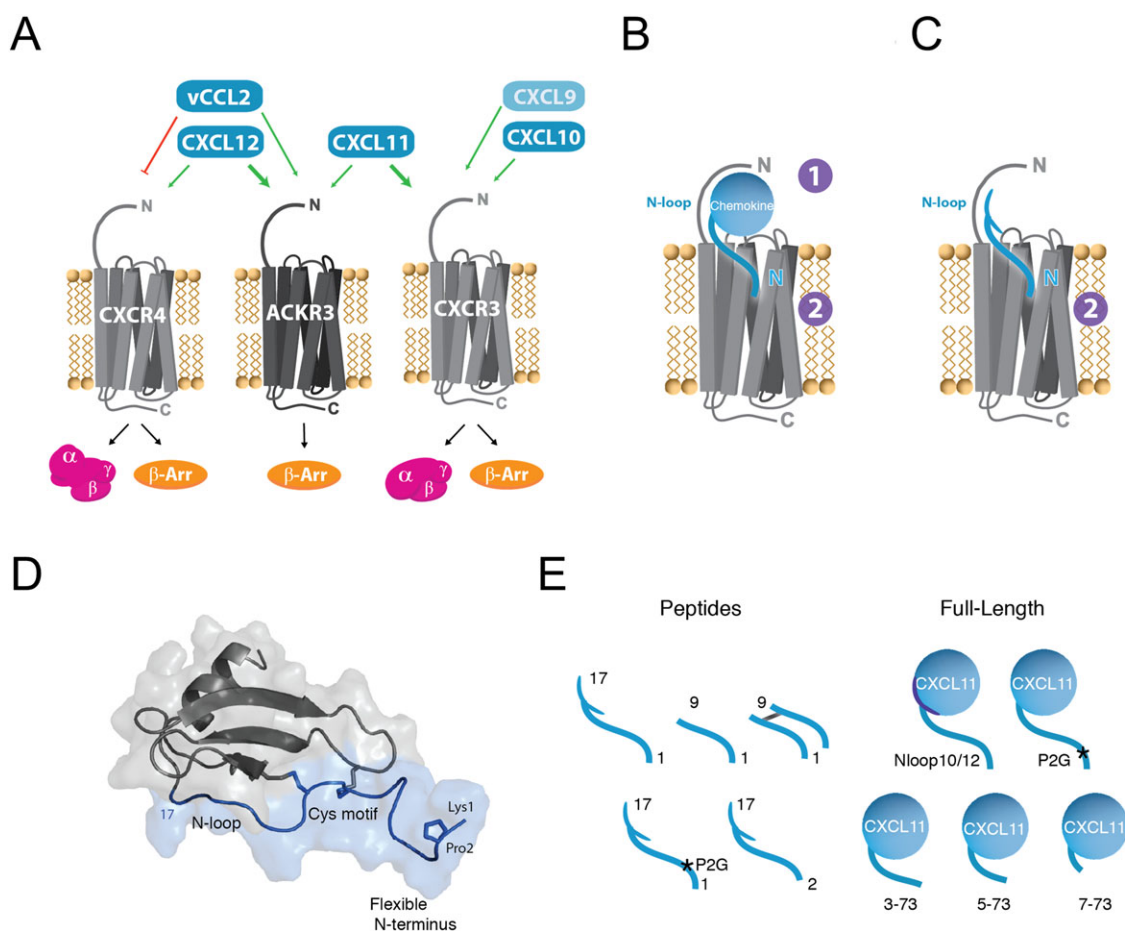 A
vCCL2
CXCL12
CXCL11
CXCL9
CXCL10
N
N
N
CXCR4
ACKR3
CXCR3
C
C
C
α
β
γ
β-Arr
β-Arr
α
β
γ
β-Arr
B
N
1
N-loop
Chemokine
N
2
C
C
N
N-loop
N
2
C
D
17
N-loop
Cys motif
Lys1
Pro2
Flexible
N-terminus
E
Peptides
Full-Length
17
1
9
1
9
1
CXCL11
Nloop10/12
CXCL11
*
P2G
17
*P2G
1
17
2
CXCL11
3-73
CXCL11
5-73
CXCL11
7-73